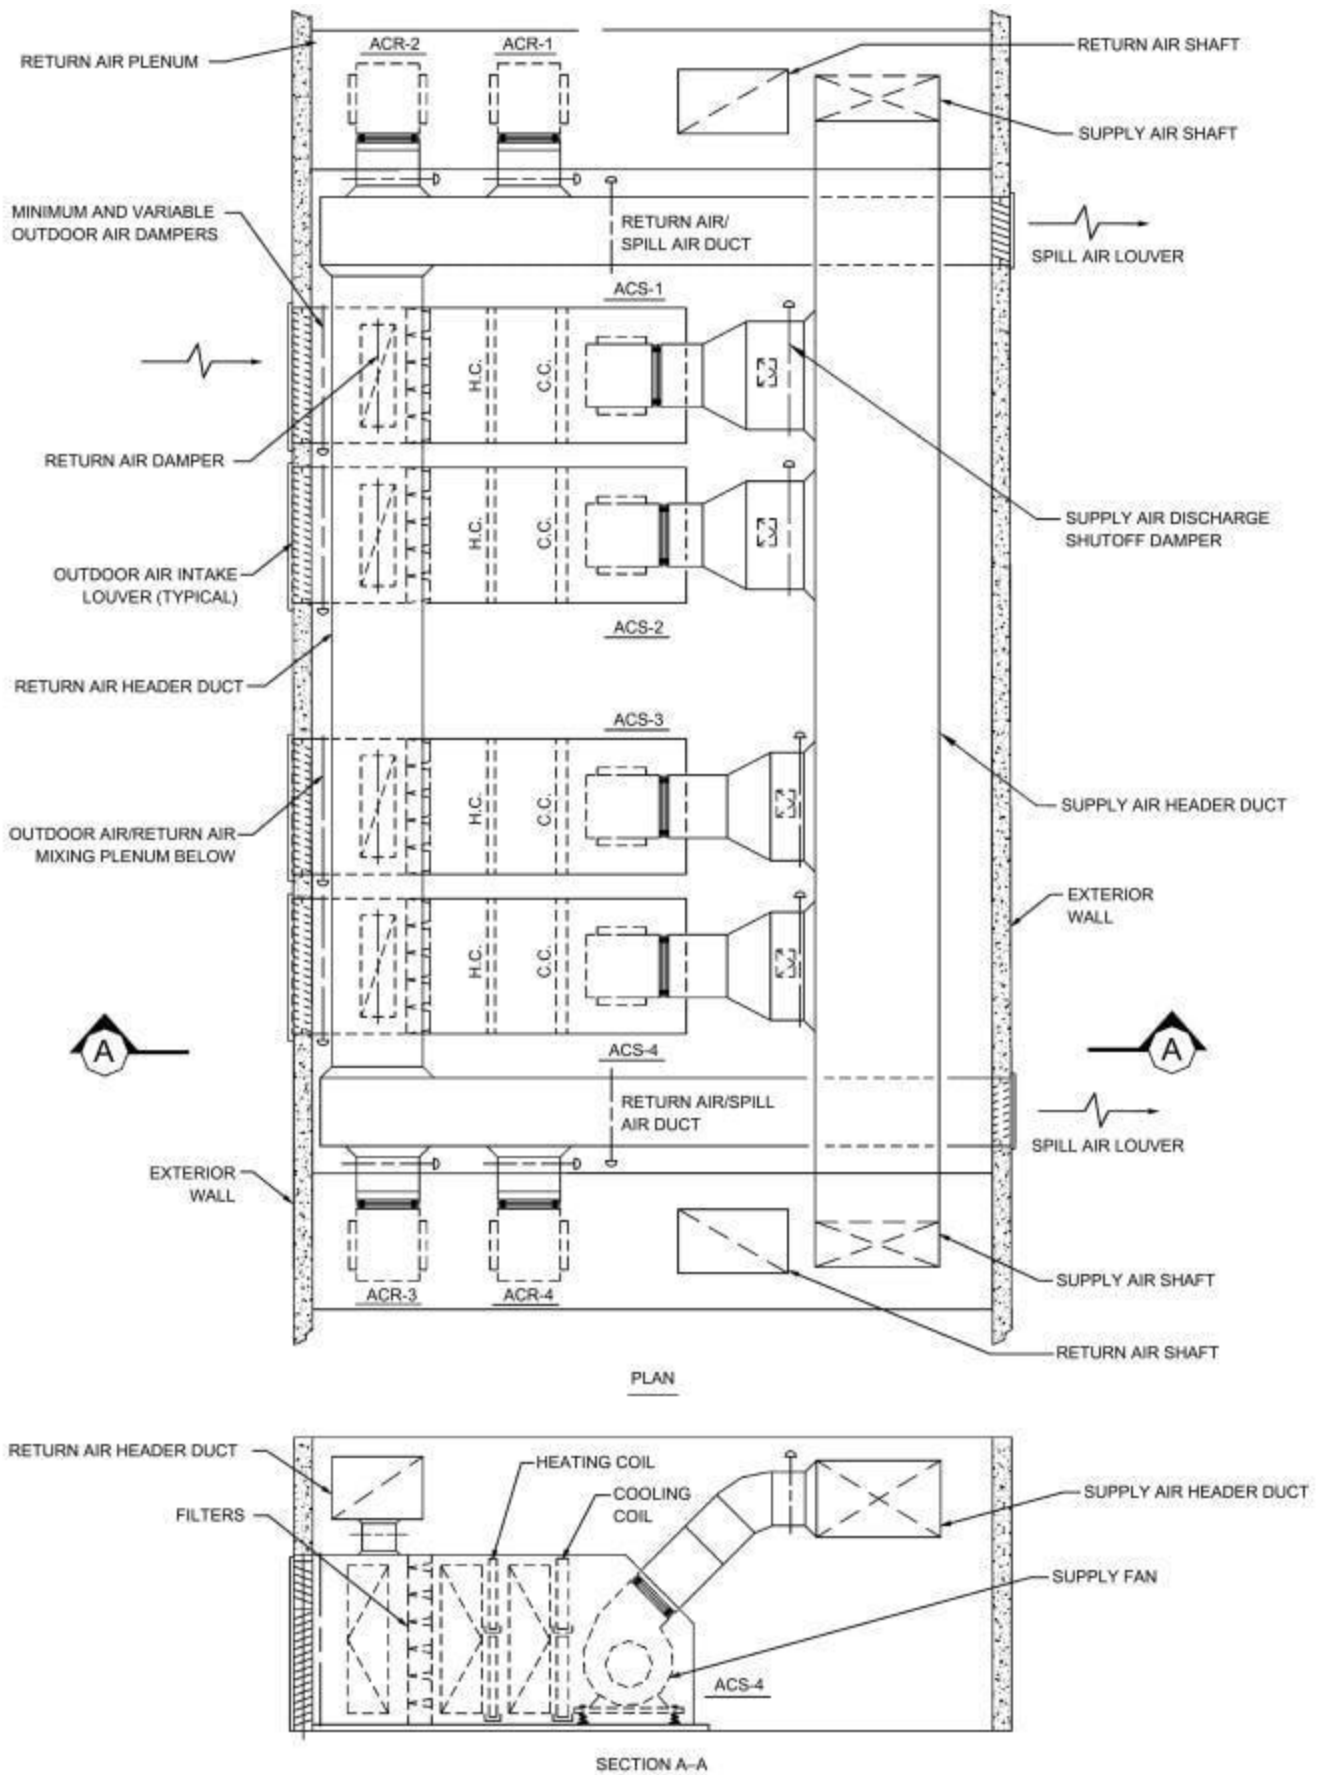 ACR-2
ACR-1
RETURN AIR PLENUM
RETURN AIR SHAFT
SUPPLY AIR SHAFT
MINIMUM AND VARIABLE
OUTDOOR AIR DAMPERS
RETURN AIR/
SPILL AIR DUCT
SPILL AIR LOUVER
ACS-1
H.C.
C.C.
RETURN AIR DAMPER
SUPPLY AIR DISCHARGE
SHUTOFF DAMPER
H.C.
C.C.
OUTDOOR AIR INTAKE
LOUVER (TYPICAL)
ACS-2
RETURN AIR HEADER DUCT
ACS-3
H.C.
C.C.
SUPPLY AIR HEADER DUCT
OUTDOOR AIR/RETURN AIR
MIXING PLENUM BELOW
EXTERIOR
WALL
H.C.
C.C.
A
ACS-4
A
RETURN AIR/SPILL
AIR DUCT
SPILL AIR LOUVER
EXTERIOR
WALL
ACR-3
ACR-4
SUPPLY AIR SHAFT
RETURN AIR SHAFT
PLAN
RETURN AIR HEADER DUCT
HEATING COIL
COOLING
COIL
SUPPLY AIR HEADER DUCT
FILTERS
SUPPLY FAN
ACS-4
SECTION A–A